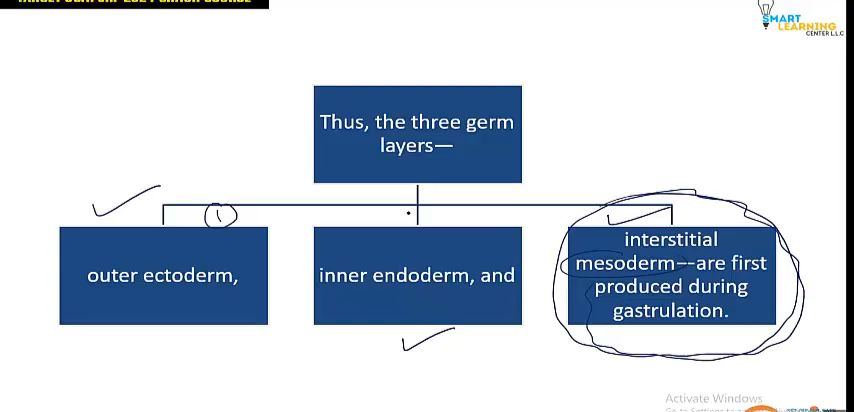 SMART
LEARNING
CENTER L.L.C
Thus, the three germ
layers—
1
outer ectoderm,
inner endoderm, and
interstitial
mesoderm--are first
produced during
gastrulation.
Activate Windows